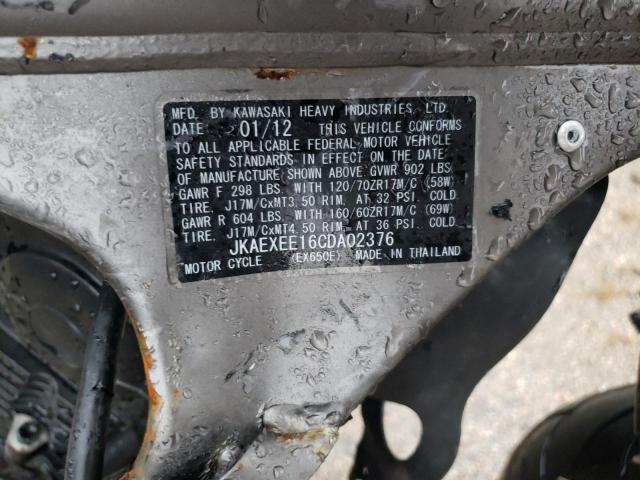 MFD. BY KAWASAKI HEAVY INDUSTRIES, LTD.
DATE 01/12 THIS VEHICLE CONFORMS
TO ALL APPLICABLE FEDERAL MOTOR VEHICLE
SAFETY STANDARDS IN EFFECT ON THE DATE
OF MANUFACTURE SHOWN ABOVE GVWR 902 LBS.
GAWR F 298 LBS. WITH 120/70ZR17M/C (58W)
TIRE. J17M/CxMT3.50 RIM. AT 32 PSI. COLD
GAWR R 604 LBS. WITH 160/60ZR17M/C (69W)
TIRE. J17M/CxMT4.50 RIM. AT 36 PSI. COLD
JKAEXEE16CDA02376
MOTOR CYCLE (EX650E) MADE IN THAILAND